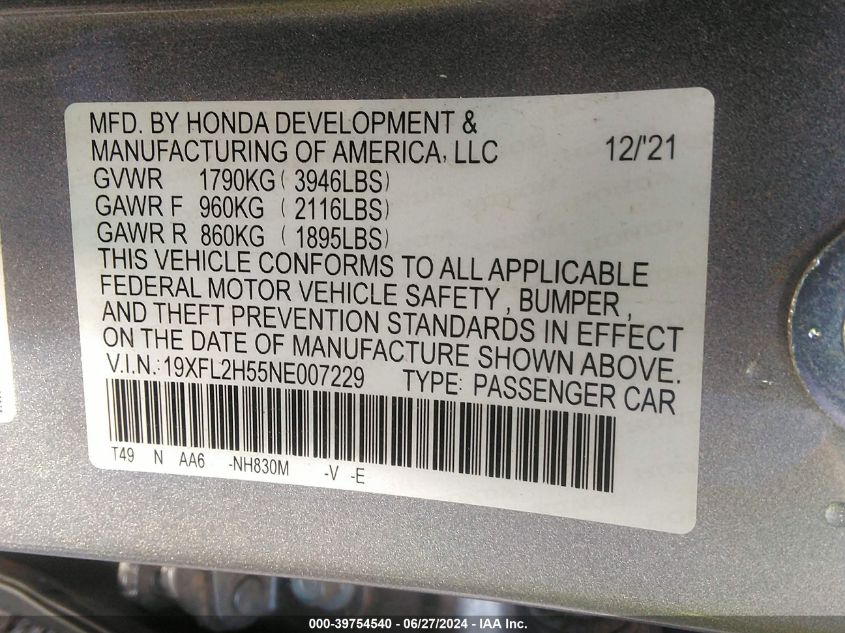 MFD. BY HONDA DEVELOPMENT &
MANUFACTURING OF AMERICA, LLC 12/'21
GVWR 1790KG ( 3946LBS)
GAWR F 960KG ( 2116LBS)
GAWR R 860KG ( 1895LBS)
THIS VEHICLE CONFORMS TO ALL APPLICABLE
FEDERAL MOTOR VEHICLE SAFETY , BUMPER ,
AND THEFT PREVENTION STANDARDS IN EFFECT
ON THE DATE OF MANUFACTURE SHOWN ABOVE.
V.I.N.: 19XFL2H55NE007229 TYPE: PASSENGER CAR
T49 N AA6 -NH830M -V -E
000-39754540 - 06/27/2024 - IAA Inc.